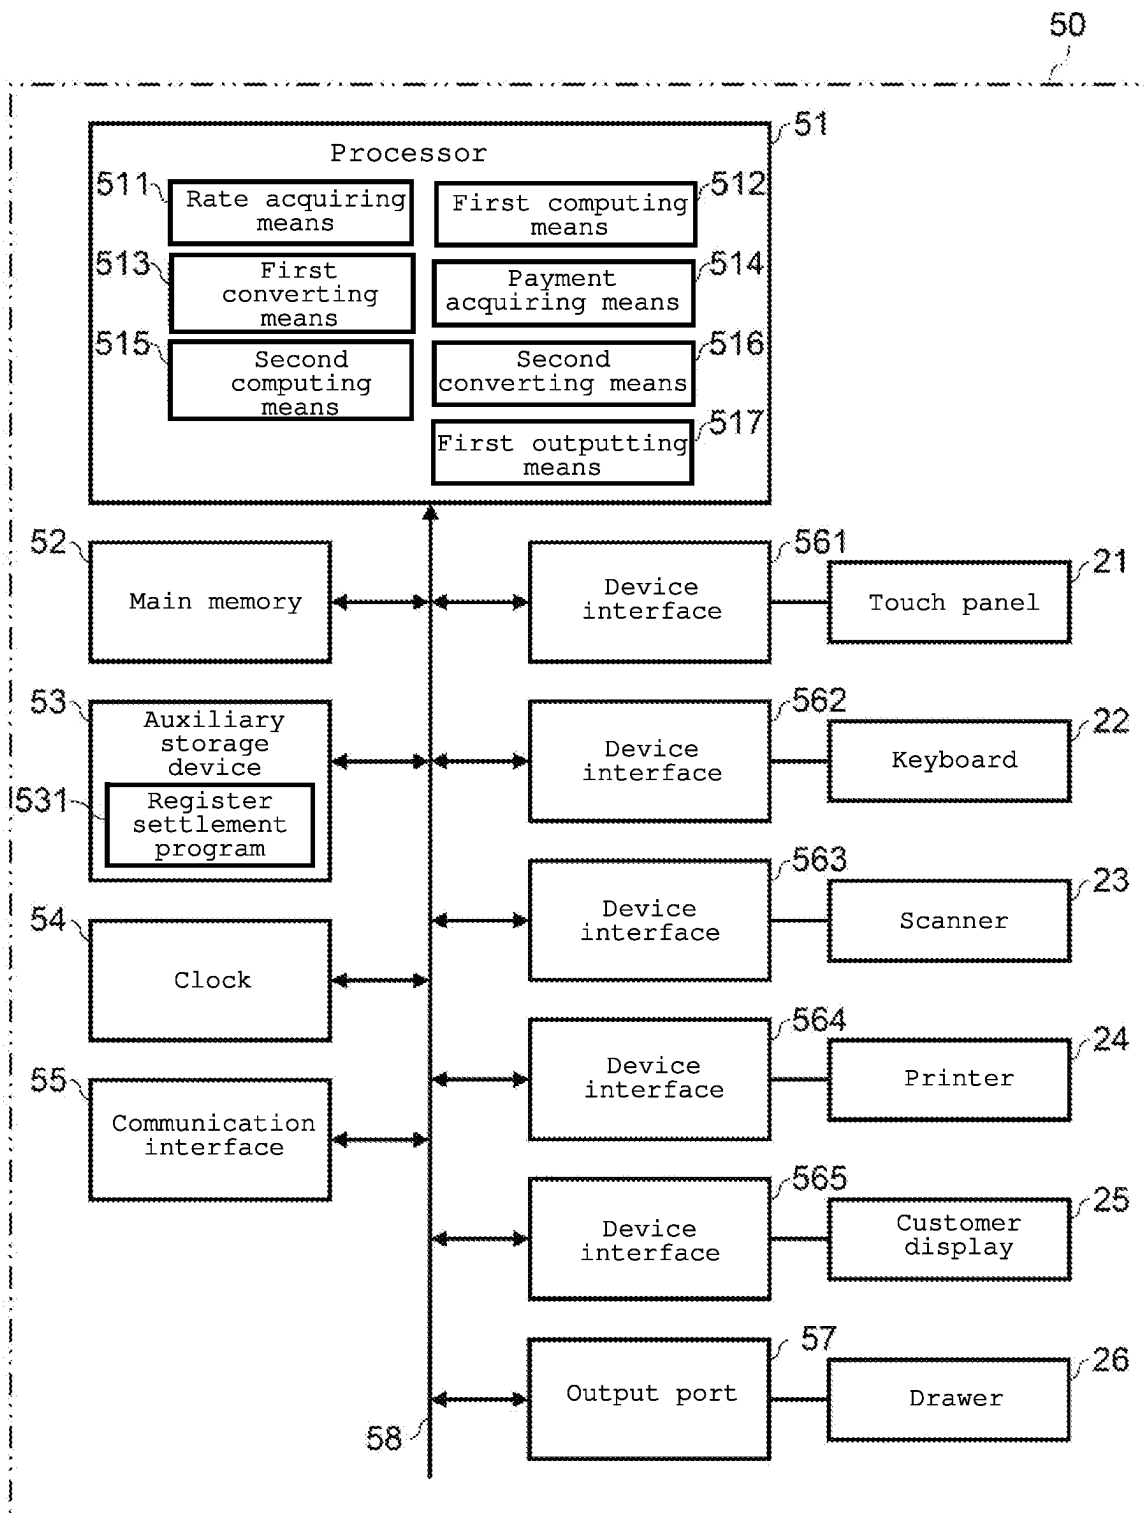 50
51
Processor
511
Rate acquiring
means
512
First computing
means
513
First
converting
means
514
Payment
acquiring means
515
Second
computing
means
516
Second
converting means
517
First outputting
means
52
Main memory
561
Device
interface
21
Touch panel
53
Auxiliary
storage
device
531
Register
settlement
program
562
Device
interface
22
Keyboard
563
Device
interface
23
Scanner
54
Clock
564
Device
interface
24
Printer
55
Communication
interface
565
Device
interface
25
Customer
display
57
Output port
26
Drawer
58